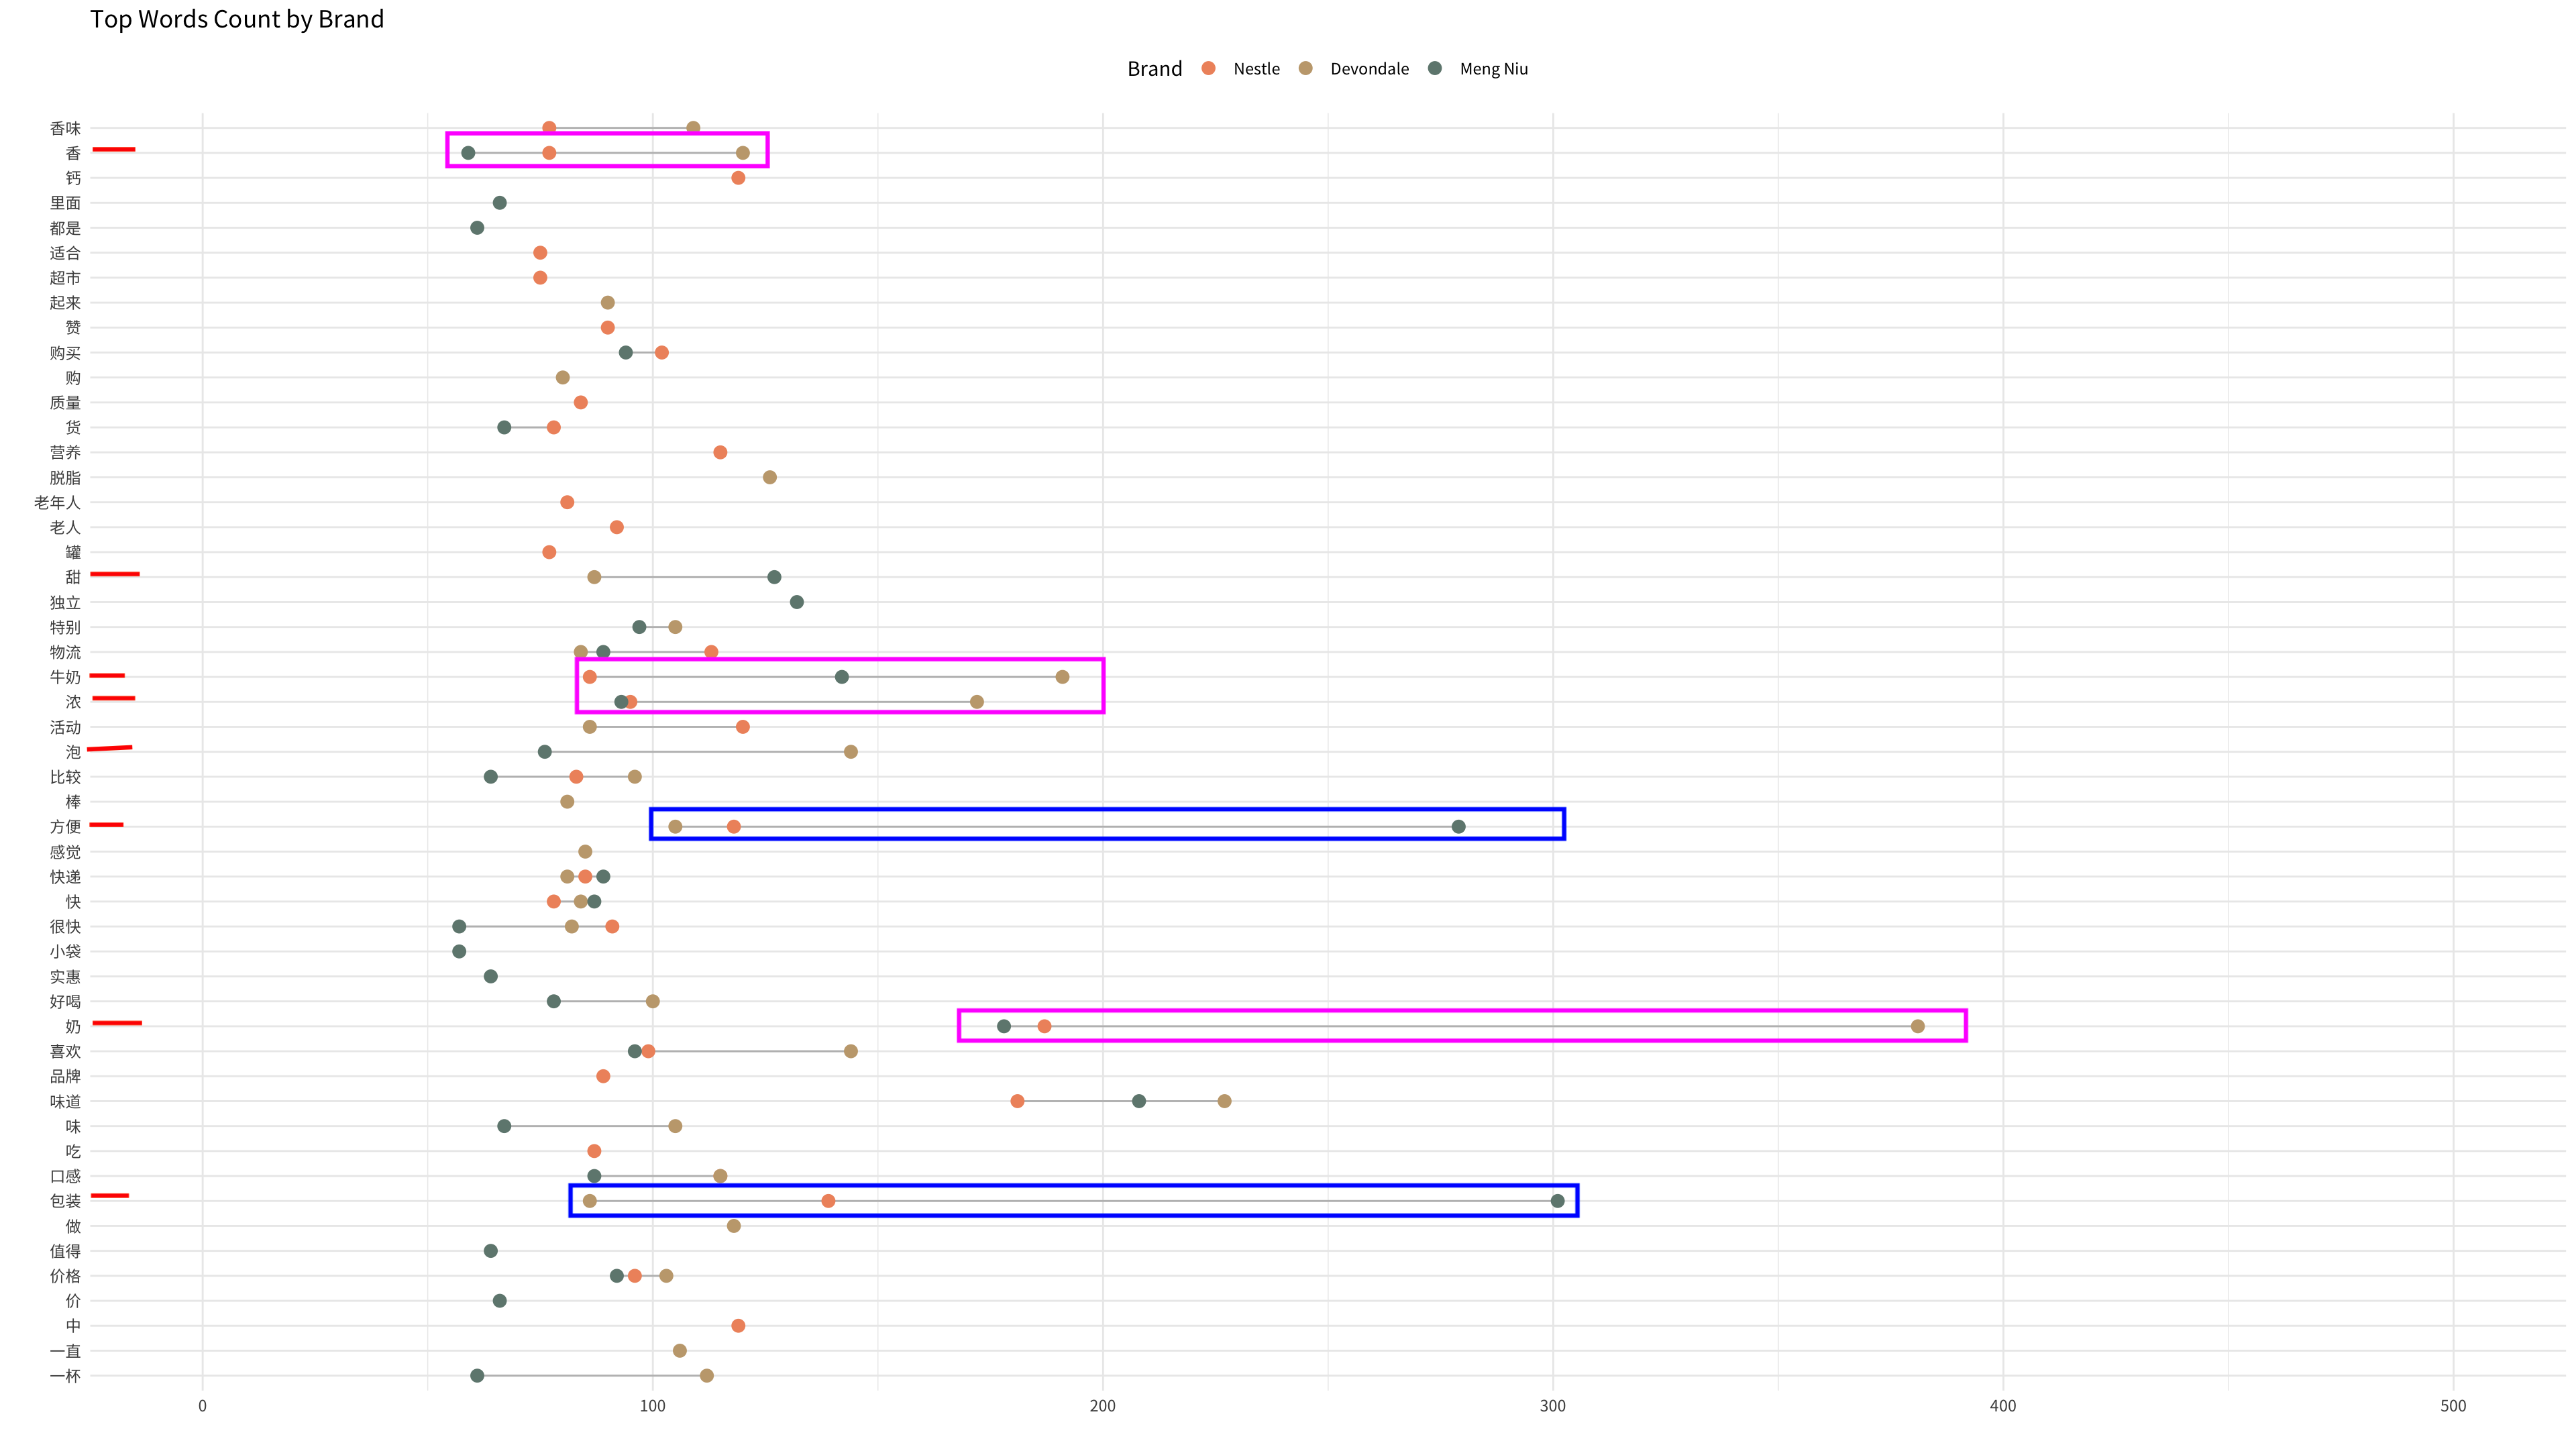 Top Words Count by Brand
Brand Nestle Devondale Meng Niu
香味
香
钙
里面
都是
适合
超市
起来
赞
购买
购
质量
货
营养
脱脂
老年人
老人
罐
甜
独立
特别
物流
牛奶
浓
活动
泡
比较
棒
方便
感觉
快递
快
很快
小袋
实惠
好喝
奶
喜欢
品牌
味道
味
吃
口感
包装
做
值得
价格
价
中
一直
一杯
0 100 200 300 400 500